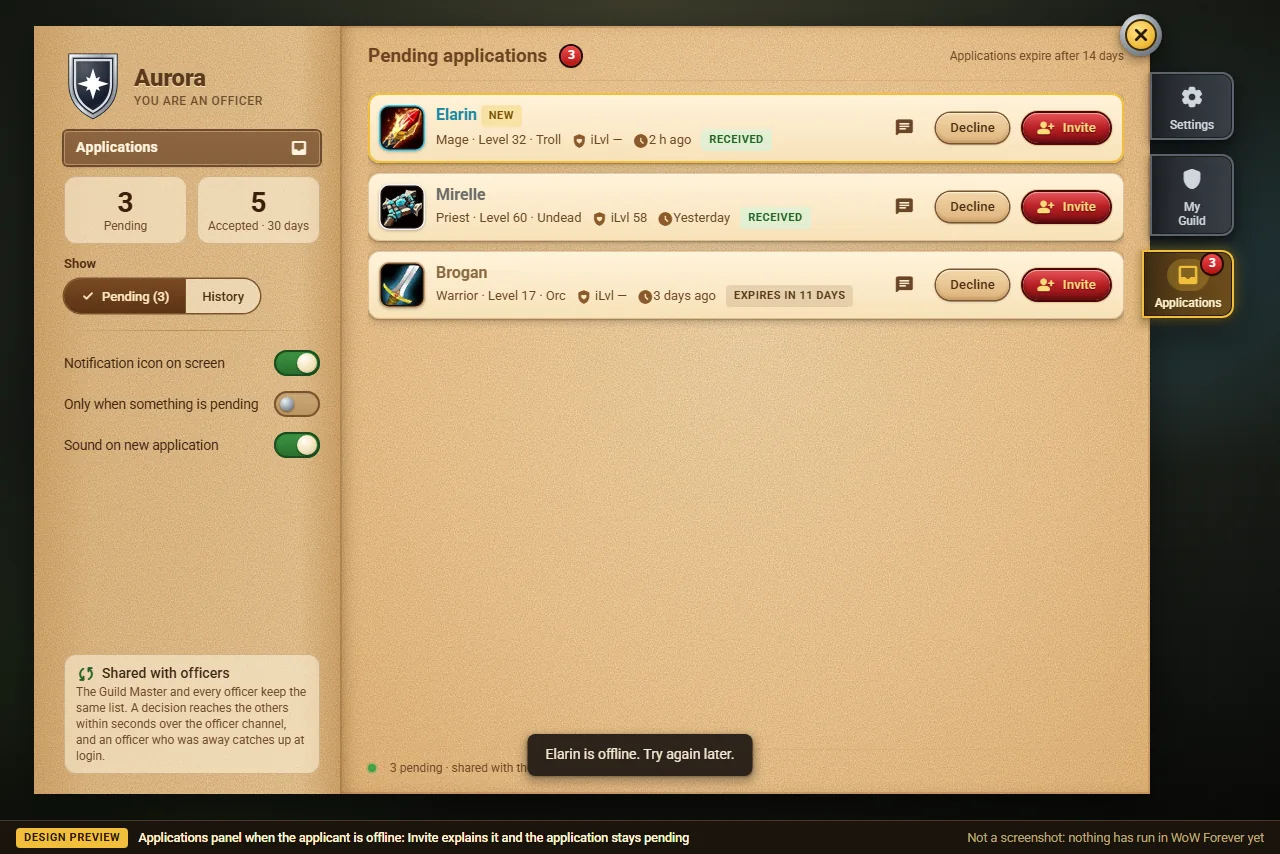 Aurora
YOU ARE AN OFFICER
Applications
3
Pending
5
Accepted · 30 days
Show
Pending (3)
History
Notification icon on screen
Only when something is pending
Sound on new application
Shared with officers
The Guild Master and every officer keep the
same list. A decision reaches the others
within seconds over the officer channel,
and an officer who was away catches up at
login.
Pending applications 3
Applications expire after 14 days
Elarin NEW
Mage · Level 32 · Troll iLvl — 2 h ago RECEIVED
Decline Invite
Mirelle
Priest · Level 60 · Undead iLvl 58 Yesterday RECEIVED
Decline Invite
Brogan
Warrior · Level 17 · Orc iLvl — 3 days ago EXPIRES IN 11 DAYS
Decline Invite
3 pending · shared with
Elarin is offline. Try again later.
Settings
My
Guild
3
Applications
DESIGN PREVIEW Applications panel when the applicant is offline: Invite explains it and the application stays pending
Not a screenshot: nothing has run in WoW Forever yet